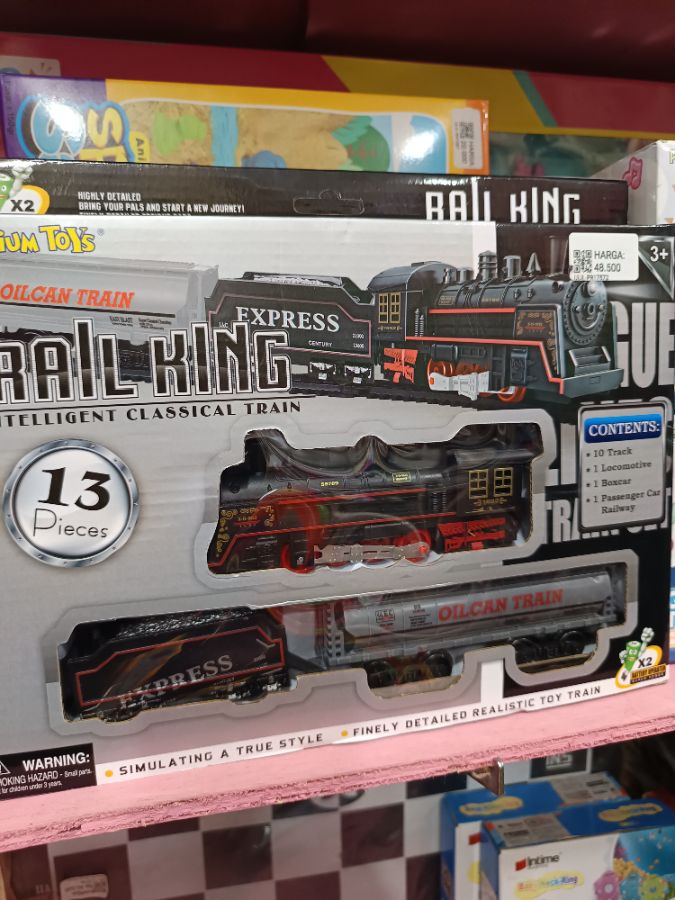 X2
HIGHLY DETAILED
BRING YOUR PALS AND START A NEW JOURNEY!
RAIL KING
IUM TOYS
HARGA:
48.500
3+
OILCAN TRAIN
EXPRESS
CENTURY
RAIL KING
NTELLIGENT CLASSICAL TRAIN
13
Pieces
CONTENTS:
• 10 Track
• 1 Locomotive
• 1 Boxcar
• 1 Passenger Car
Railway
OILCAN TRAIN
EXPRESS
X2
WARNING:
OKING HAZARD - Small parts.
for children under 3 years.
• SIMULATING A TRUE STYLE • FINELY DETAILED REALISTIC TOY TRAIN
Intime